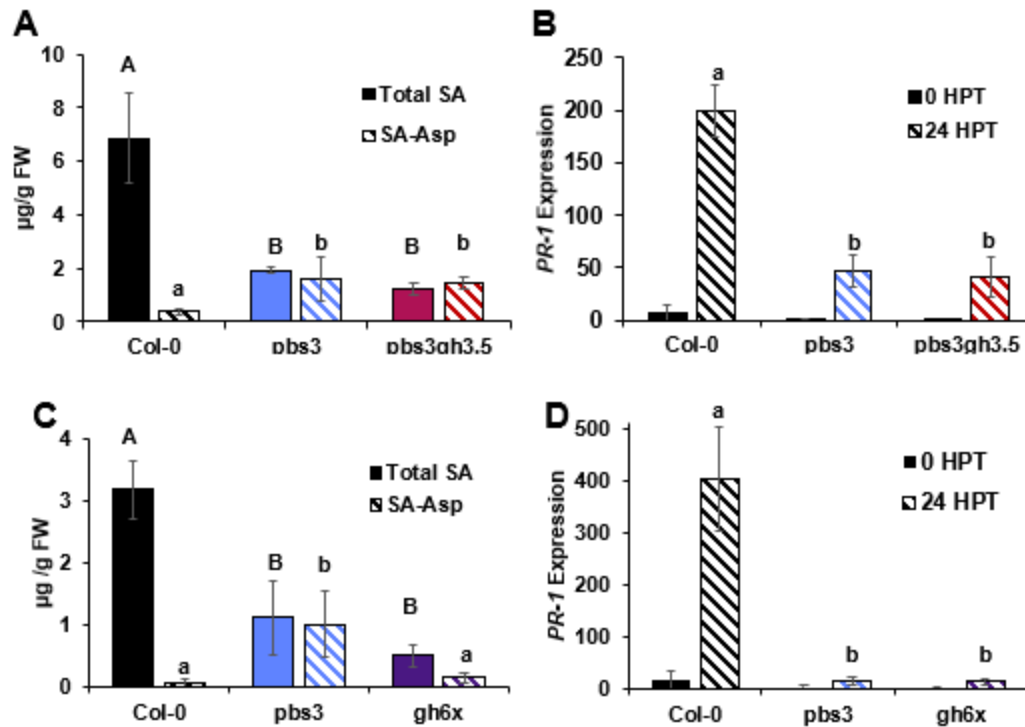 A
10
8
6
4
2
0
µg/g FW
A
a
B
b
B
b
Total SA
SA-Asp
Col-0
pbs3
pbs3gh3.5
B
250
200
150
100
50
0
PR-1 Expression
a
b
b
0 HPT
24 HPT
Col-0
pbs3
pbs3gh3.5
C
4
3
2
1
0
µg /g FW
A
a
B
b
B
a
Total SA
SA-Asp
Col-0
pbs3
gh6x
D
500
400
300
200
100
0
PR-1 Expression
a
b
b
0 HPT
24 HPT
Col-0
pbs3
gh6x